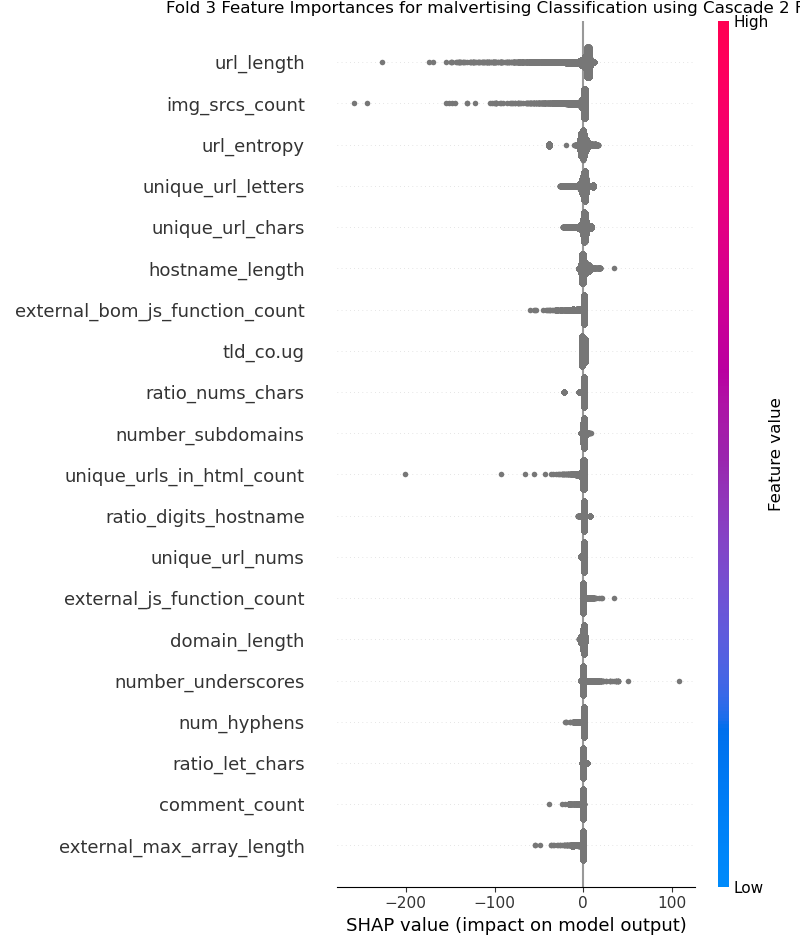 Fold 3 Feature Importances for malvertising Classification using Cascade 2 F
High
url_length
img_srcs_count
url_entropy
unique_url_letters
unique_url_chars
hostname_length
external_bom_js_function_count
tld_co.ug
ratio_nums_chars
number_subdomains
unique_urls_in_html_count
ratio_digits_hostname
unique_url_nums
external_js_function_count
domain_length
number_underscores
num_hyphens
ratio_let_chars
comment_count
external_max_array_length
Feature value
Low
−200 −100 0 100
SHAP value (impact on model output)